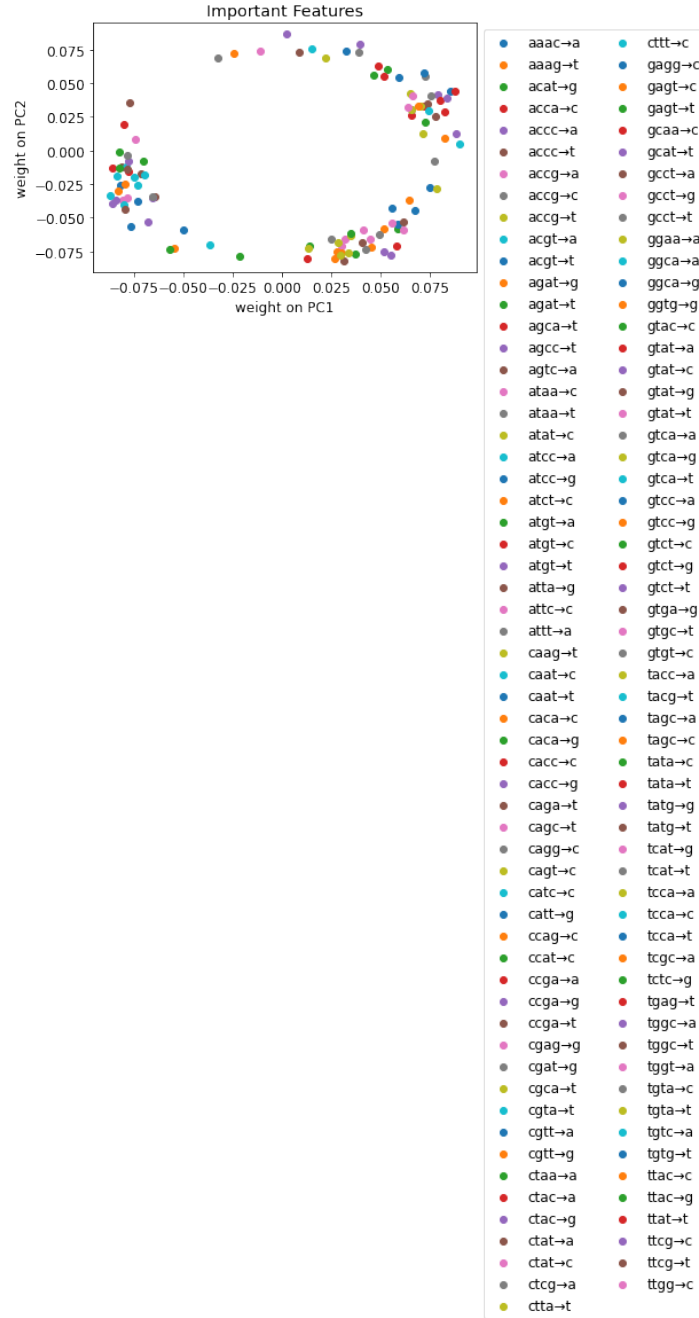 Important Features
weight on PC2
0.075
0.050
0.025
0.000
−0.025
−0.050
−0.075
−0.075
−0.050
−0.025
0.000
0.025
0.050
0.075
weight on PC1
aaac→a
aaag→t
acat→g
acca→c
accc→a
accc→t
accg→a
accg→c
accg→t
acgt→a
acgt→t
agat→g
agat→t
agca→t
agcc→t
agtc→a
ataa→c
ataa→t
atat→c
atcc→a
atcc→g
atct→c
atgt→a
atgt→c
atgt→t
atta→g
attc→c
attt→a
caag→t
caat→c
caat→t
caca→c
caca→g
cacc→c
cacc→g
caga→t
cagc→t
cagg→c
cagt→c
catc→c
catt→g
ccag→c
ccat→c
ccga→a
ccga→g
ccga→t
cgag→g
cgat→g
cgca→t
cgta→t
cgtt→a
cgtt→g
ctaa→a
ctac→a
ctac→g
ctat→a
ctat→c
ctcg→a
ctta→t
cttt→c
gagg→c
gagt→c
gagt→t
gcaa→c
gcat→t
gcct→a
gcct→g
gcct→t
ggaa→a
ggca→a
ggca→g
ggtg→g
gtac→c
gtat→a
gtat→c
gtat→g
gtat→t
gtca→a
gtca→g
gtca→t
gtcc→a
gtcc→g
gtct→c
gtct→g
gtct→t
gtga→g
gtgc→t
gtgt→c
tacc→a
tacg→t
tagc→a
tagc→c
tata→c
tata→t
tatg→g
tatg→t
tcat→g
tcat→t
tcca→a
tcca→c
tcca→t
tcgc→a
tctc→g
tgag→t
tggc→a
tggc→t
tggt→a
tgta→c
tgta→t
tgtc→a
tgtg→t
ttac→c
ttac→g
ttat→t
ttcg→c
ttcg→t
ttgg→c